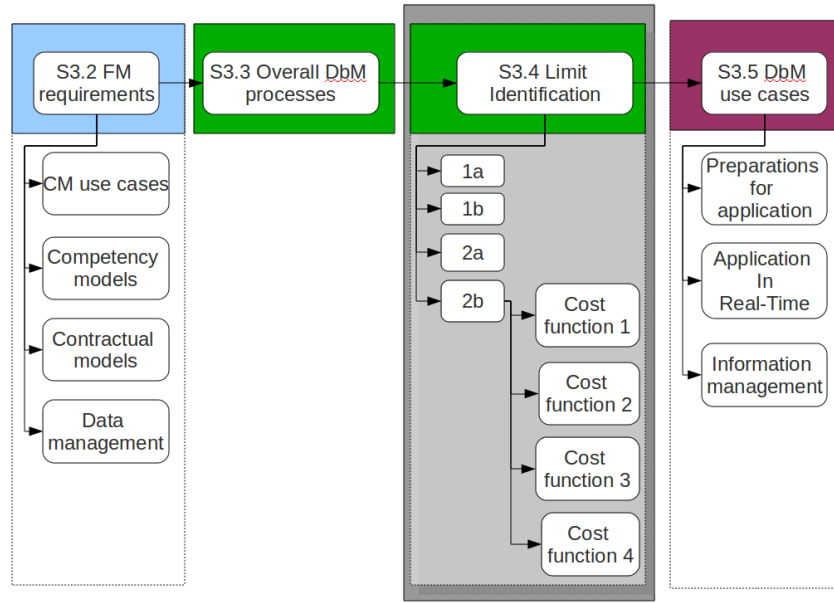 S3.2 FM
requirements
S3.3 Overall DbM
processes
S3.4 Limit
Identification
S3.5 DbM
use cases
CM use cases
Competency
models
Contractual
models
Data
management
1a
1b
2a
2b
Cost
function 1
Cost
function 2
Cost
function 3
Cost
function 4
Preparations
for
application
Application
In
Real-Time
Information
management